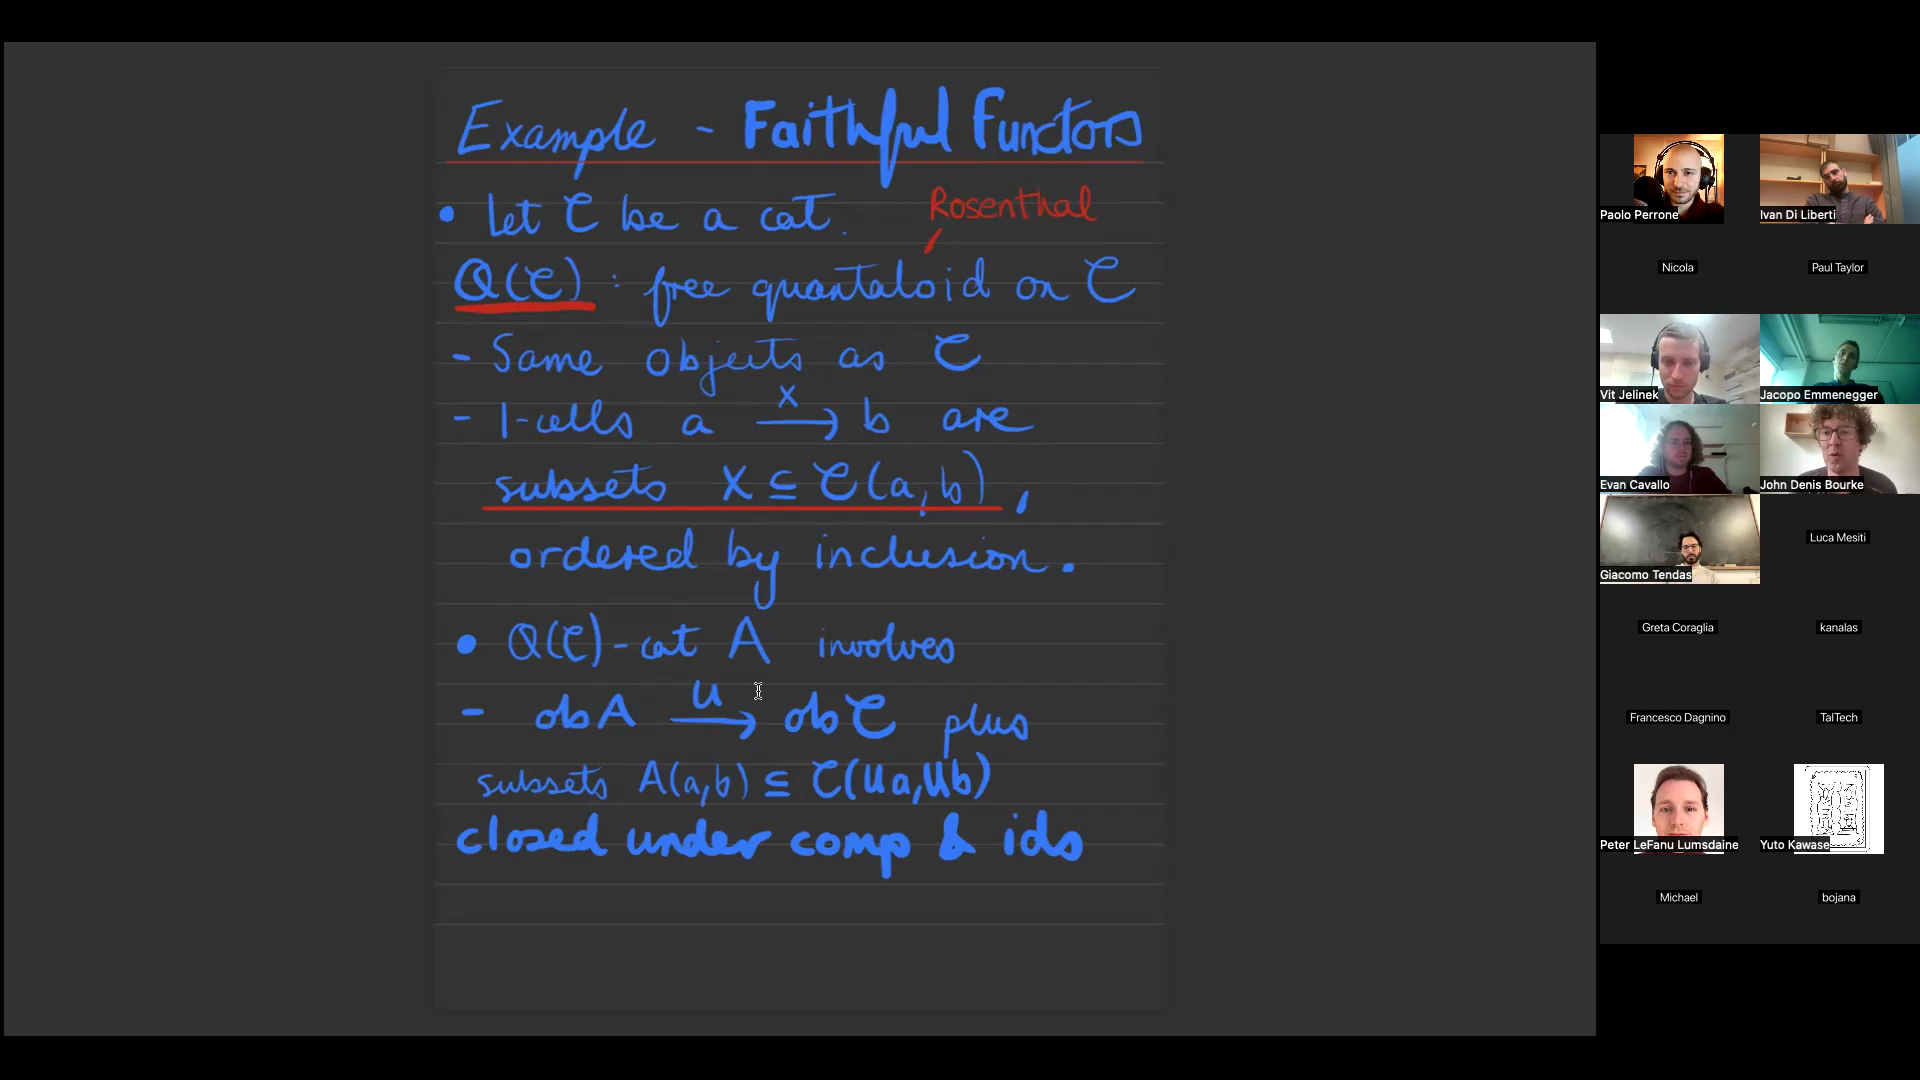 Example - Faithful Functors
• Let C be a cat.
Rosenthal
Q(C) : free quantaloid on C
- Same objects as C
- 1-cells a →X b are
subsets X ⊆ C(a,b),
ordered by inclusion.
• Q(C)-cat A involves
- obA →U obC plus
subsets A(a,b) ⊆ C(Ua,Ub)
closed under comp & ids
Paolo Perrone
Ivan Di Liberti
Nicola
Paul Taylor
Vit Jelinek
Jacopo Emmenegger
Evan Cavallo
John Denis Bourke
Giacomo Tendas
Luca Mesiti
Greta Coraglia
kanalas
Francesco Dagnino
TalTech
Peter LeFanu Lumsdaine
Yuto Kawase
Michael
bojana